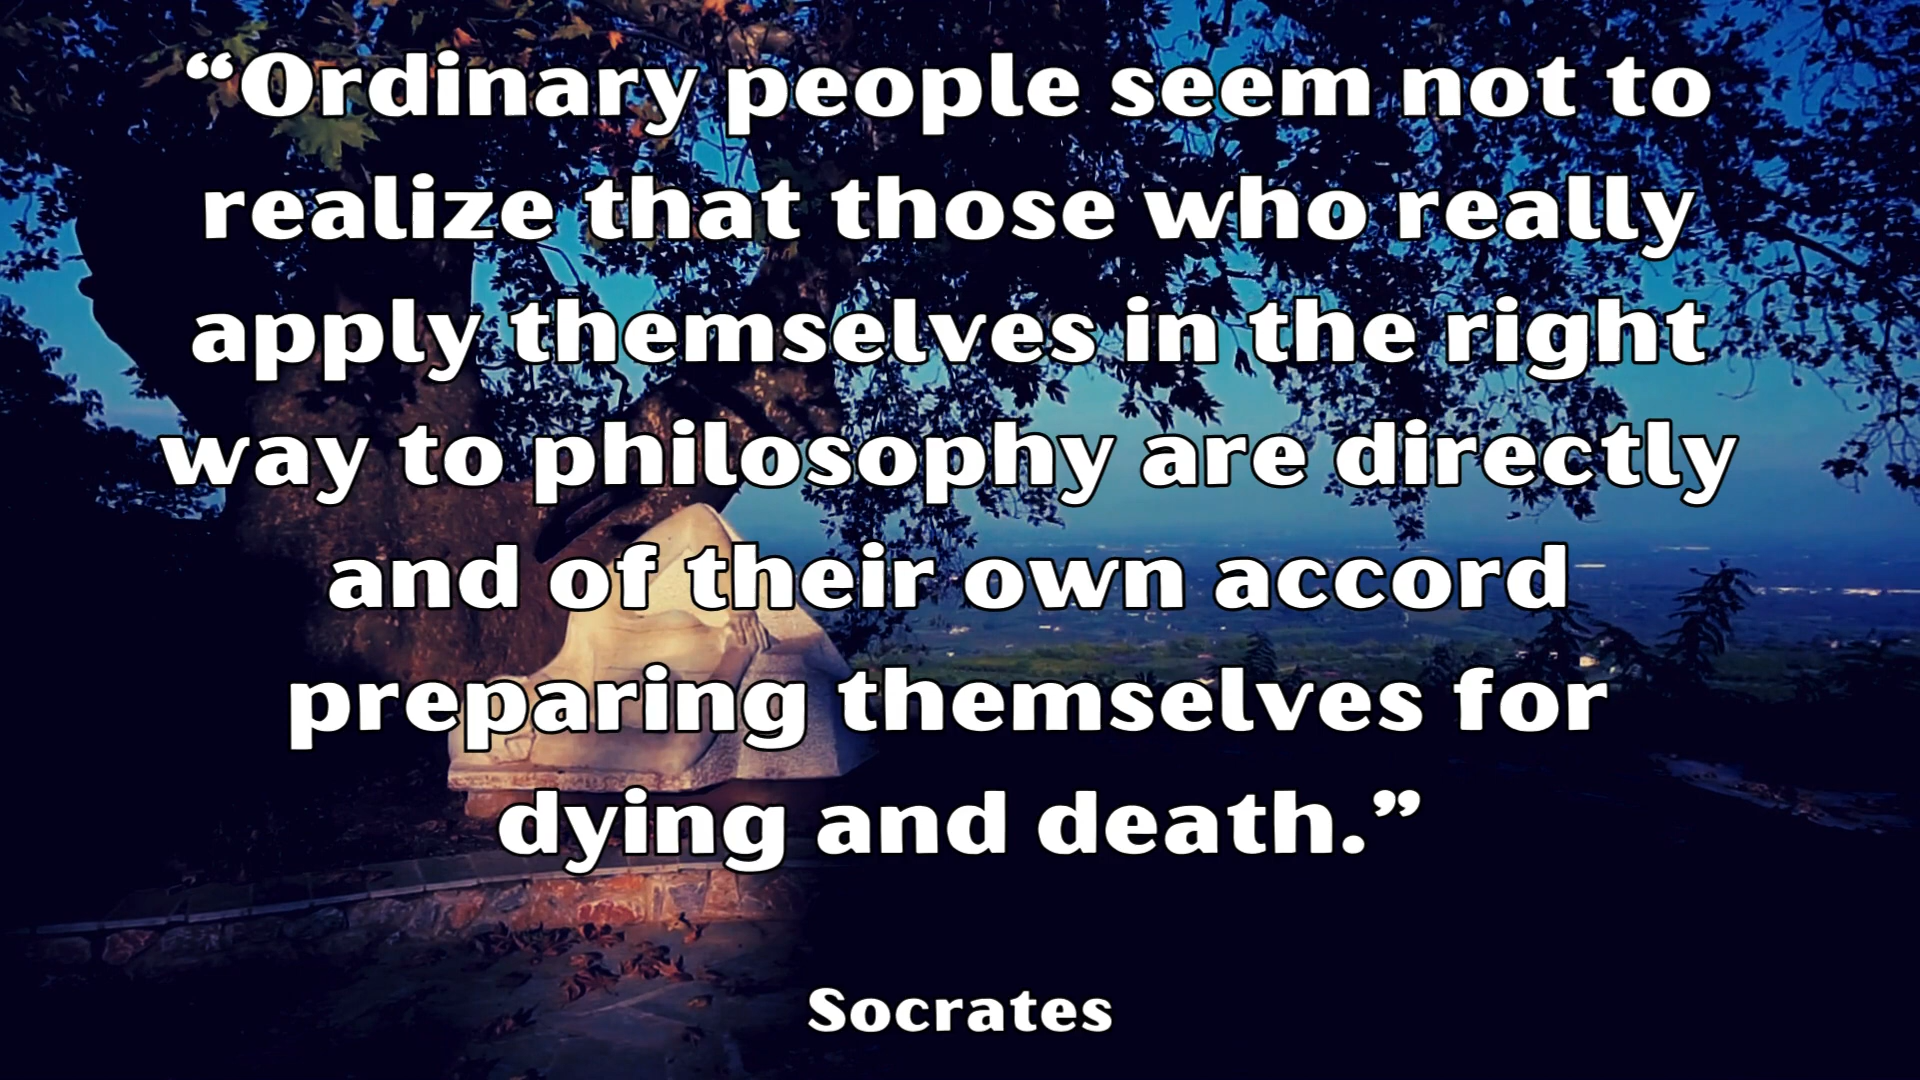 “Ordinary people seem not to
realize that those who really
apply themselves in the right
way to philosophy are directly
and of their own accord
preparing themselves for
dying and death.”
Socrates